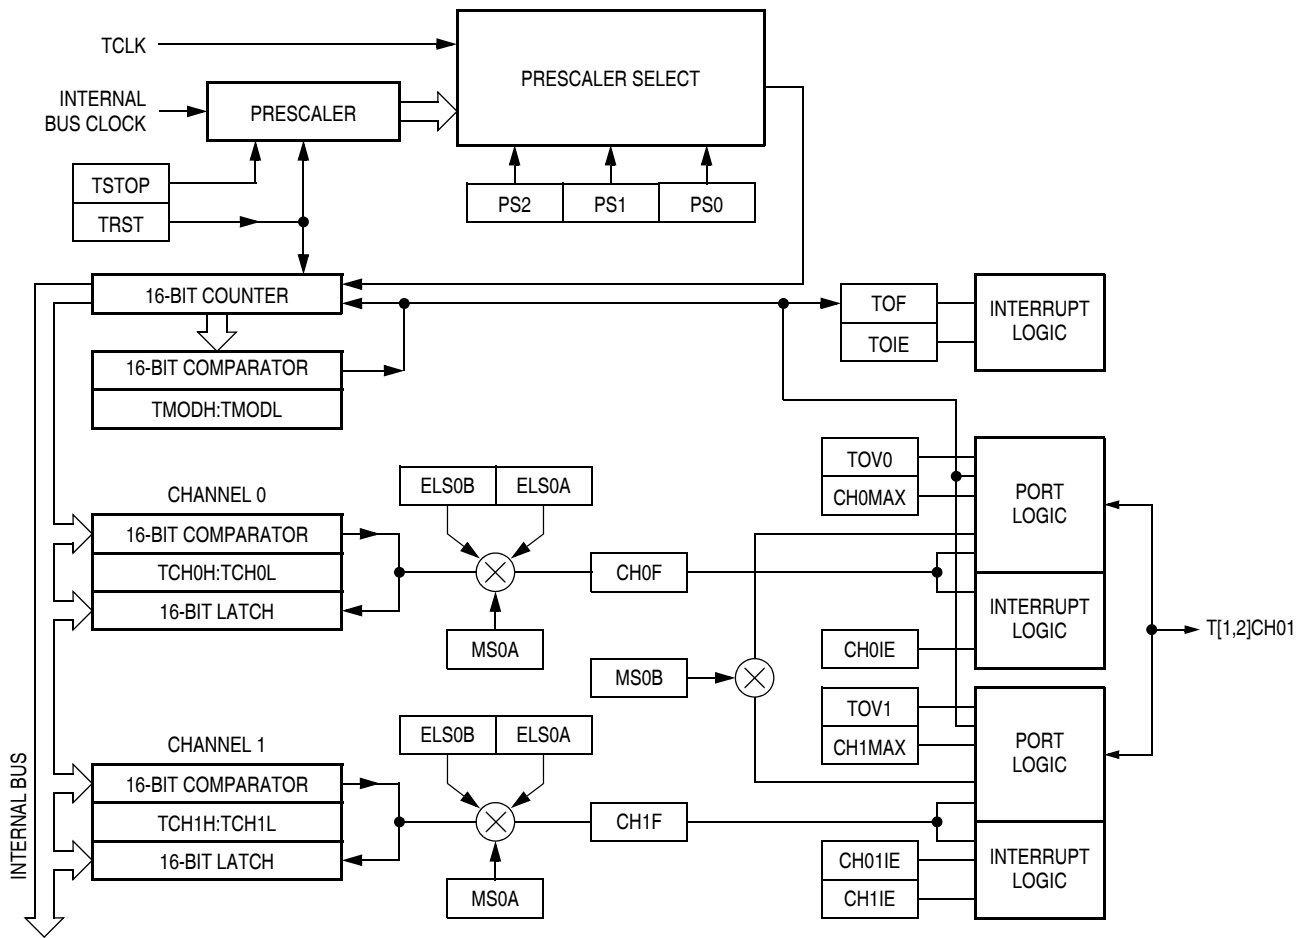 TCLK
PRESCALER SELECT
INTERNAL
BUS CLOCK
PRESCALER
TSTOP
TRST
PS2
PS1
PS0
16-BIT COUNTER
16-BIT COMPARATOR
TMODH:TMODL
TOF
TOIE
INTERRUPT
LOGIC
CHANNEL 0
16-BIT COMPARATOR
TCH0H:TCH0L
16-BIT LATCH
ELS0B
ELS0A
MS0A
CH0F
TOV0
CH0MAX
PORT
LOGIC
INTERRUPT
LOGIC
CH0IE
MS0B
T[1,2]CH01
CHANNEL 1
16-BIT COMPARATOR
TCH1H:TCH1L
16-BIT LATCH
ELS0B
ELS0A
MS0A
CH1F
TOV1
CH1MAX
PORT
LOGIC
CH01IE
CH1IE
INTERRUPT
LOGIC
INTERNAL BUS